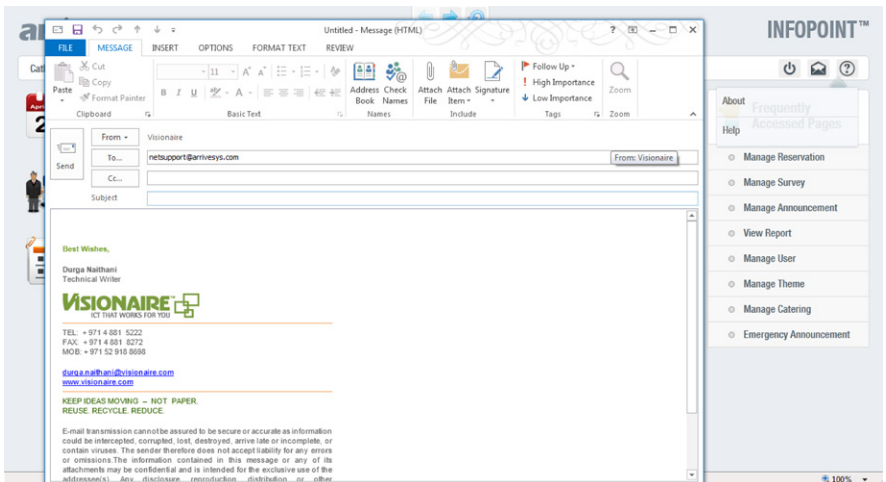 Untitled - Message (HTML)
INFOPOINT™
FILE MESSAGE INSERT OPTIONS FORMAT TEXT REVIEW
Cut
Copy
Format Painter
Paste
Clipboard
11
B I U
Basic Text
Address Book
Check Names
Names
Attach File
Attach Item
Signature
Include
Follow Up
High Importance
Low Importance
Tags
Zoom
Zoom
From
Visionaire
To...
netsupport@arrivesys.com
From: Visionaire
Cc...
Subject
Send
Best Wishes,
Durga Naithani
Technical Writer
VISIONAIRE™
ICT THAT WORKS FOR YOU
TEL: +971 4 881 5222
FAX: +971 4 881 8272
MOB: +971 52 918 8698
durga.naithani@visionaire.com
www.visionaire.com
KEEP IDEAS MOVING – NOT PAPER.
REUSE. RECYCLE. REDUCE.
E-mail transmission cannot be assured to be secure or accurate as information
could be intercepted, corrupted, lost, destroyed, arrive late or incomplete, or
contain viruses. The sender therefore does not accept liability for any errors
or omissions.The information contained in this message or any of its
attachments may be confidential and is intended for the exclusive use of the
addressee(s). Any disclosure, reproduction, distribution or other
About
Help
Frequently
Accessed Pages
Manage Reservation
Manage Survey
Manage Announcement
View Report
Manage User
Manage Theme
Manage Catering
Emergency Announcement
100%